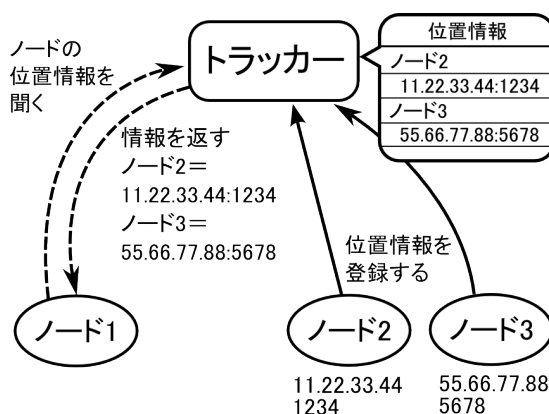 ノードの
位置情報を
聞く
トラッカー
位置情報
ノード2
11.22.33.44:1234
ノード3
55.66.77.88:5678
情報を返す
ノード2＝
11.22.33.44:1234
ノード3＝
55.66.77.88:5678
位置情報を
登録する
ノード1
ノード2
ノード3
11.22.33.44
1234
55.66.77.88
5678